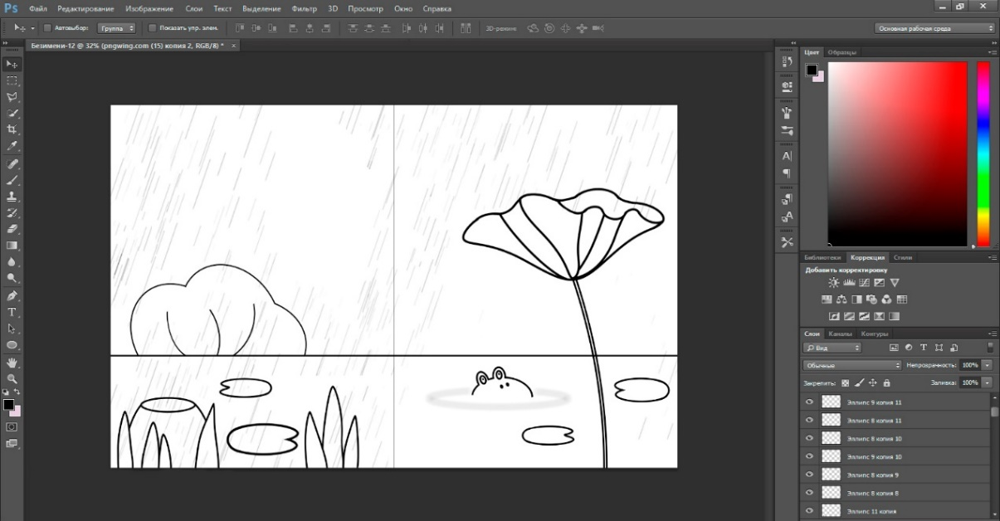 Ps Файл Редактирование Изображение Слои Текст Выделение Фильтр 3D Просмотр Окно Справка
Автовыбор: Группа Показать упр. элем. 3D-режим: Основная рабочая среда
Безимени-12 @ 32% (pngwing.com (15) копия 2, RGB/8) * ×
Цвет Образцы
Библиотеки Коррекция Стили
Добавить корректировку
Слои Каналы Контуры
Вид
Обычные Непрозрачность: 100%
Закрепить: Заливка: 100%
Эллипс 9 копия 11
Эллипс 8 копия 11
Эллипс 8 копия 10
Эллипс 9 копия 10
Эллипс 8 копия 9
Эллипс 8 копия 8
Эллипс 11 копия